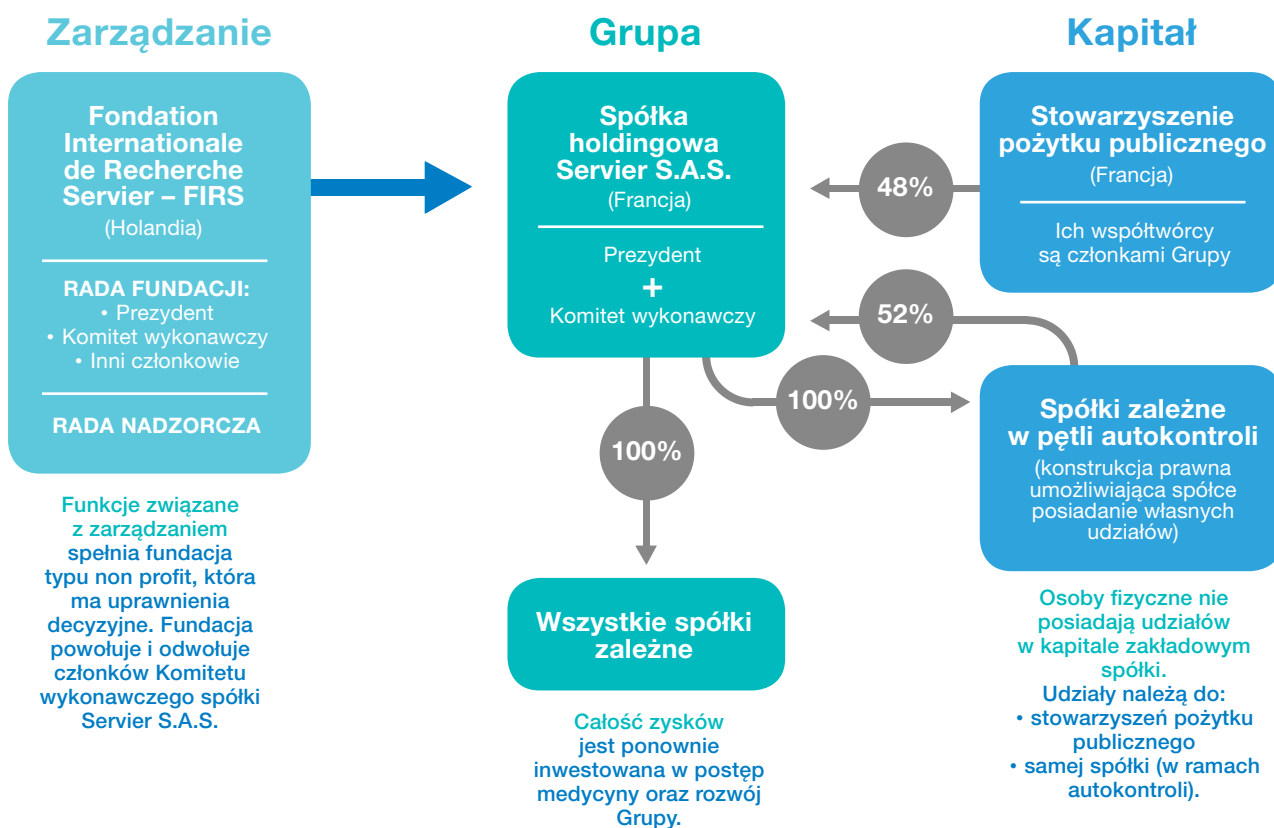 Zarządzanie
Fondation
Internationale
de Recherche
Servier – FIRS
(Holandia)
RADA FUNDACJI:
• Prezydent
• Komitet wykonawczy
• Inni członkowie
RADA NADZORCZA
Funkcje związane
z zarządzaniem
spełnia fundacja
typu non profit, która
ma uprawnienia
decyzyjne. Fundacja
powołuje i odwołuje
członków Komitetu
wykonawczego spółki
Servier S.A.S.
Grupa
Spółka
holdingowa
Servier S.A.S.
(Francja)
Prezydent
+
Komitet wykonawczy
100%
Wszystkie spółki
zależne
Całość zysków
jest ponownie
inwestowana w postęp
medycyny oraz rozwój
Grupy.
48%
52%
100%
Kapitał
Stowarzyszenie
pożytku publicznego
(Francja)
Ich współtwórcy
są członkami Grupy
Spółki zależne
w pętli autokontroli
(konstrukcja prawna
umożliwiająca spółce
posiadanie własnych
udziałów)
Osoby fizyczne nie
posiadają udziałów
w kapitale zakładowym
spółki.
Udziały należą do:
• stowarzyszeń pożytku
publicznego
• samej spółki (w ramach
autokontroli).